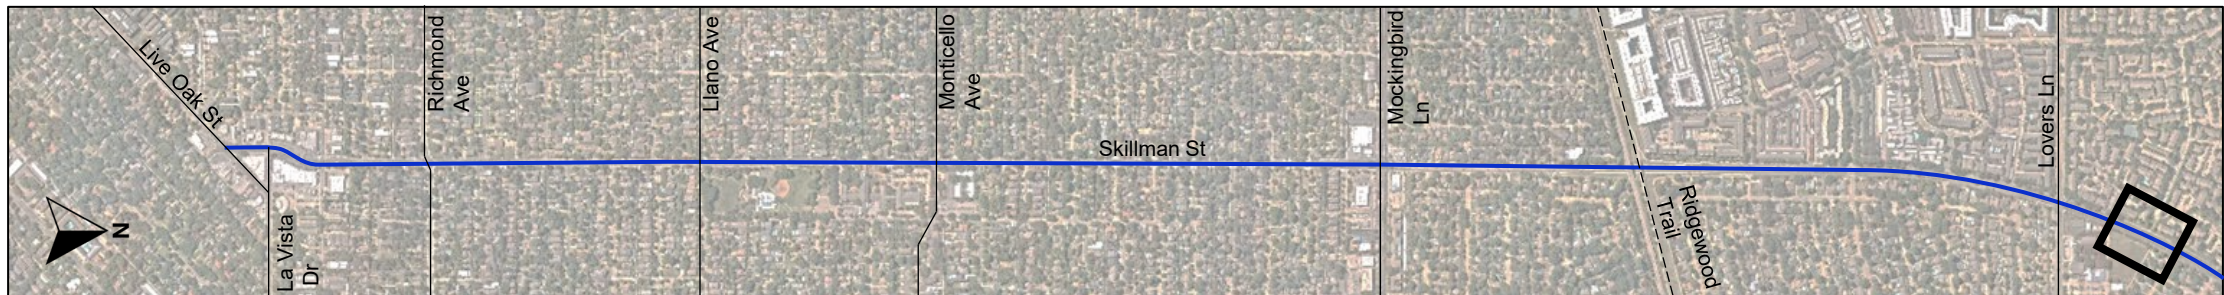 Live Oak St
La Vista
Dr
Richmond
Ave
Llano Ave
Monticello
Ave
Skillman St
Mockingbird
Ln
Ridgewood
Trail
Lovers Ln
N